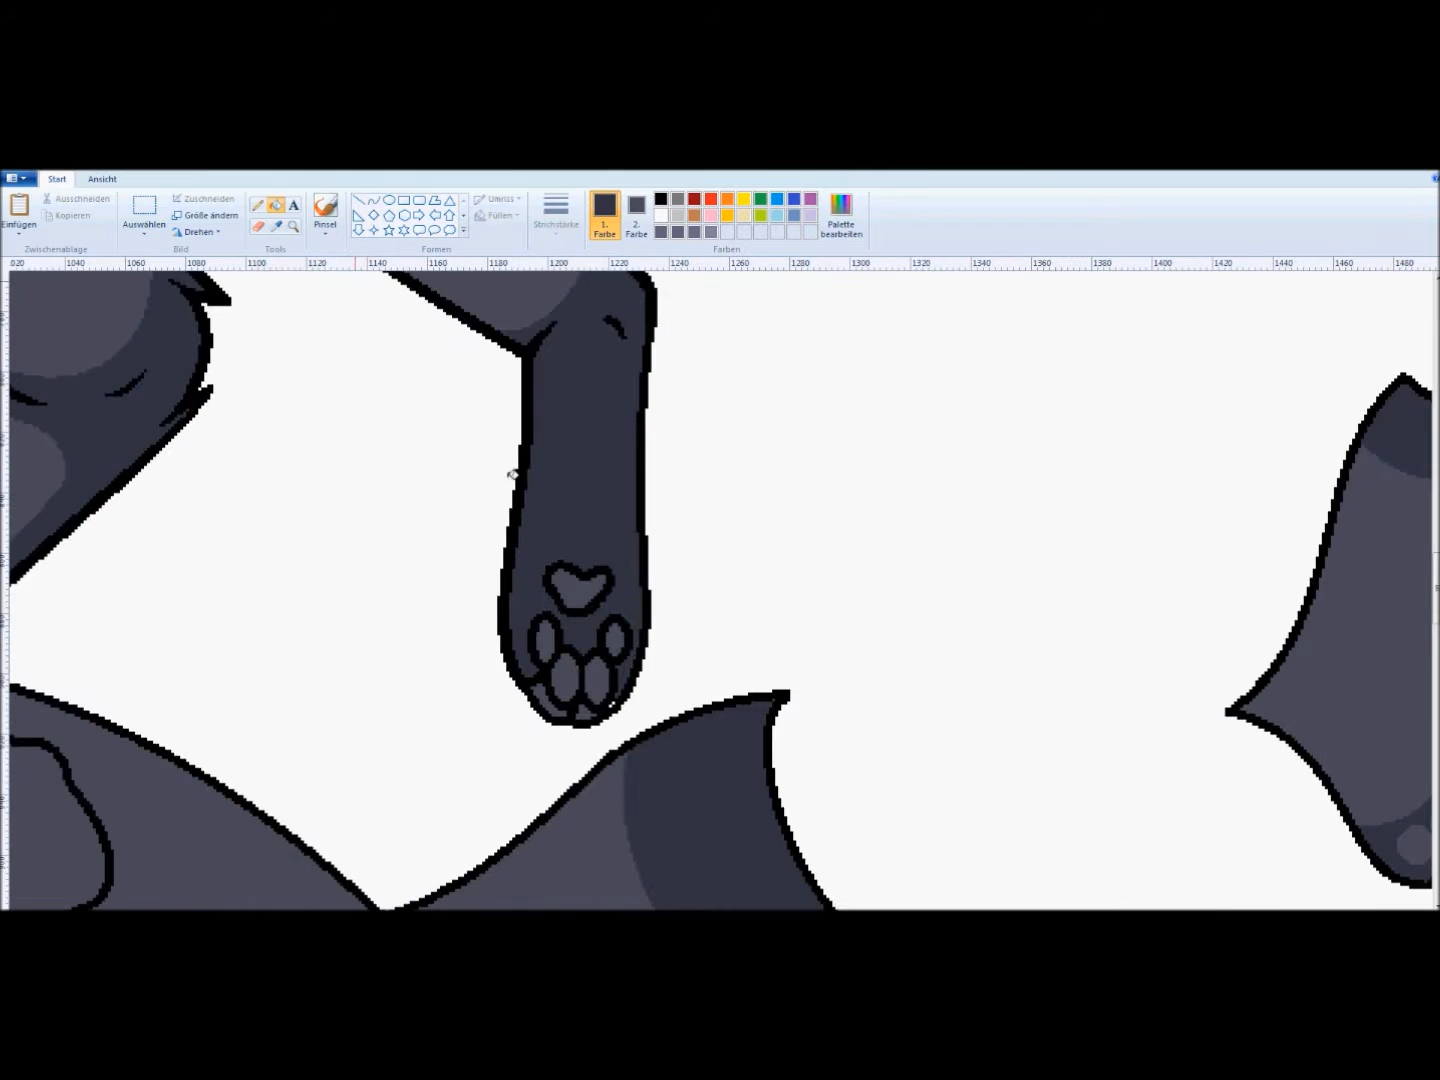 Start Ansicht
Einfügen
Ausschneiden
Kopieren
Zwischenablage
Auswählen
Zuschneiden
Größe ändern
Drehen
Bild
A
Tools
Pinsel
Formen
Umriss
Füllen
Strichstärke
1.
Farbe
2.
Farbe
Farben
Palette
bearbeiten
020 1040 1060 1080 1100 1120 1140 1160 1180 1200 1220 1240 1260 1280 1300 1320 1340 1360 1380 1400 1420 1440 1460 1480